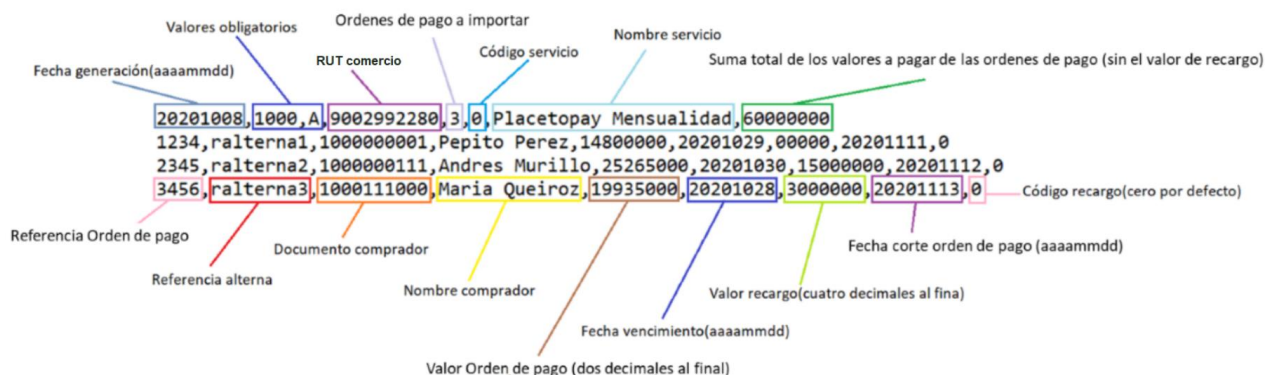 Ordenes de pago a importar
Valores obligatorios
Código servicio
Nombre servicio
RUT comercio
Suma total de los valores a pagar de las ordenes de pago (sin el valor de recargo)
Fecha generación(aaaammdd)
20201008,1000,A,9002992280,3,0,Placetopay Mensualidad,60000000
1234,ralterna1,1000000001,Pepito Perez,14800000,20201029,00000,20201111,0
2345,ralterna2,1000000111,Andres Murillo,25265000,20201030,15000000,20201112,0
3456,ralterna3,1000111000,Maria Queiroz,19935000,20201028,3000000,20201113,0
Código recargo(cero por defecto)
Referencia Orden de pago
Documento comprador
Fecha corte orden de pago (aaaammdd)
Referencia alterna
Nombre comprador
Valor recargo(cuatro decimales al fina)
Fecha vencimiento(aaaammdd)
Valor Orden de pago (dos decimales al final)